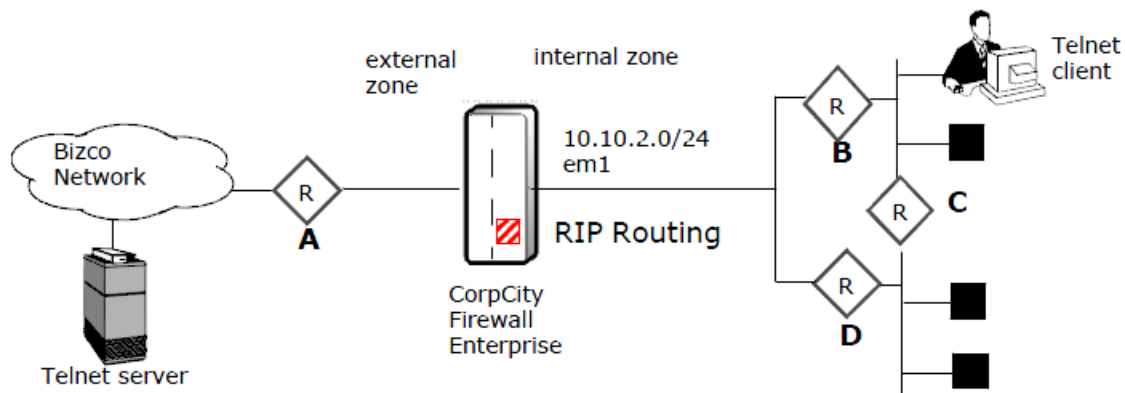 external
zone
internal zone
Telnet
client
Bizco
Network
R
A
10.10.2.0/24
em1
RIP Routing
R
B
R
C
R
D
CorpCity
Firewall
Enterprise
Telnet server